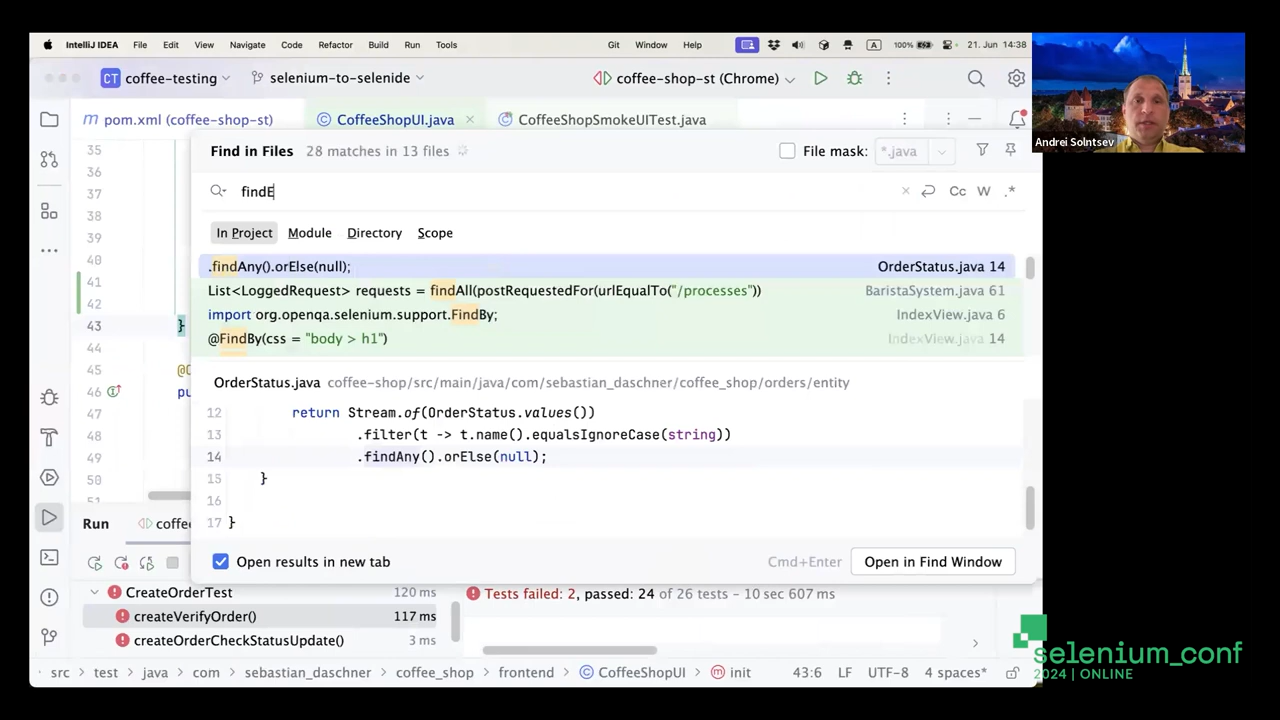 IntelliJ IDEA File Edit View Navigate Code Refactor Build Run Tools Git Window Help A 100% 21. Jun 14:38
CT coffee-testing selenium-to-selenide coffee-shop-st (Chrome)
m pom.xml (coffee-shop-st) CoffeeShopUI.java CoffeeShopSmokeUITest.java
Andrei Solntsev
35
36
37
38
39
40
41
42
43 }
44
45 @O
46 pu
47
48
49
50
51
Find in Files 28 matches in 13 files File mask: *.java
findE Cc W .*
In Project Module Directory Scope
.findAny().orElse(null); OrderStatus.java 14
List<LoggedRequest> requests = findAll(postRequestedFor(urlEqualTo("/processes")) BaristaSystem.java 61
import org.openqa.selenium.support.FindBy; IndexView.java 6
@FindBy(css = "body > h1") IndexView.java 14
OrderStatus.java coffee-shop/src/main/java/com/sebastian_daschner/coffee_shop/orders/entity
12 return Stream.of(OrderStatus.values())
13 .filter(t -> t.name().equalsIgnoreCase(string))
14 .findAny().orElse(null);
15 }
16
17 }
Open results in new tab Cmd+Enter Open in Find Window
Run coffee
CreateOrderTest 120 ms
createVerifyOrder() 117 ms
createOrderCheckStatusUpdate() 3 ms
Tests failed: 2, passed: 24 of 26 tests – 10 sec 607 ms
src test java com sebastian_daschner coffee_shop frontend CoffeeShopUI m init 43:6 LF UTF-8 4 spaces*
selenium_conf
2024 | ONLINE